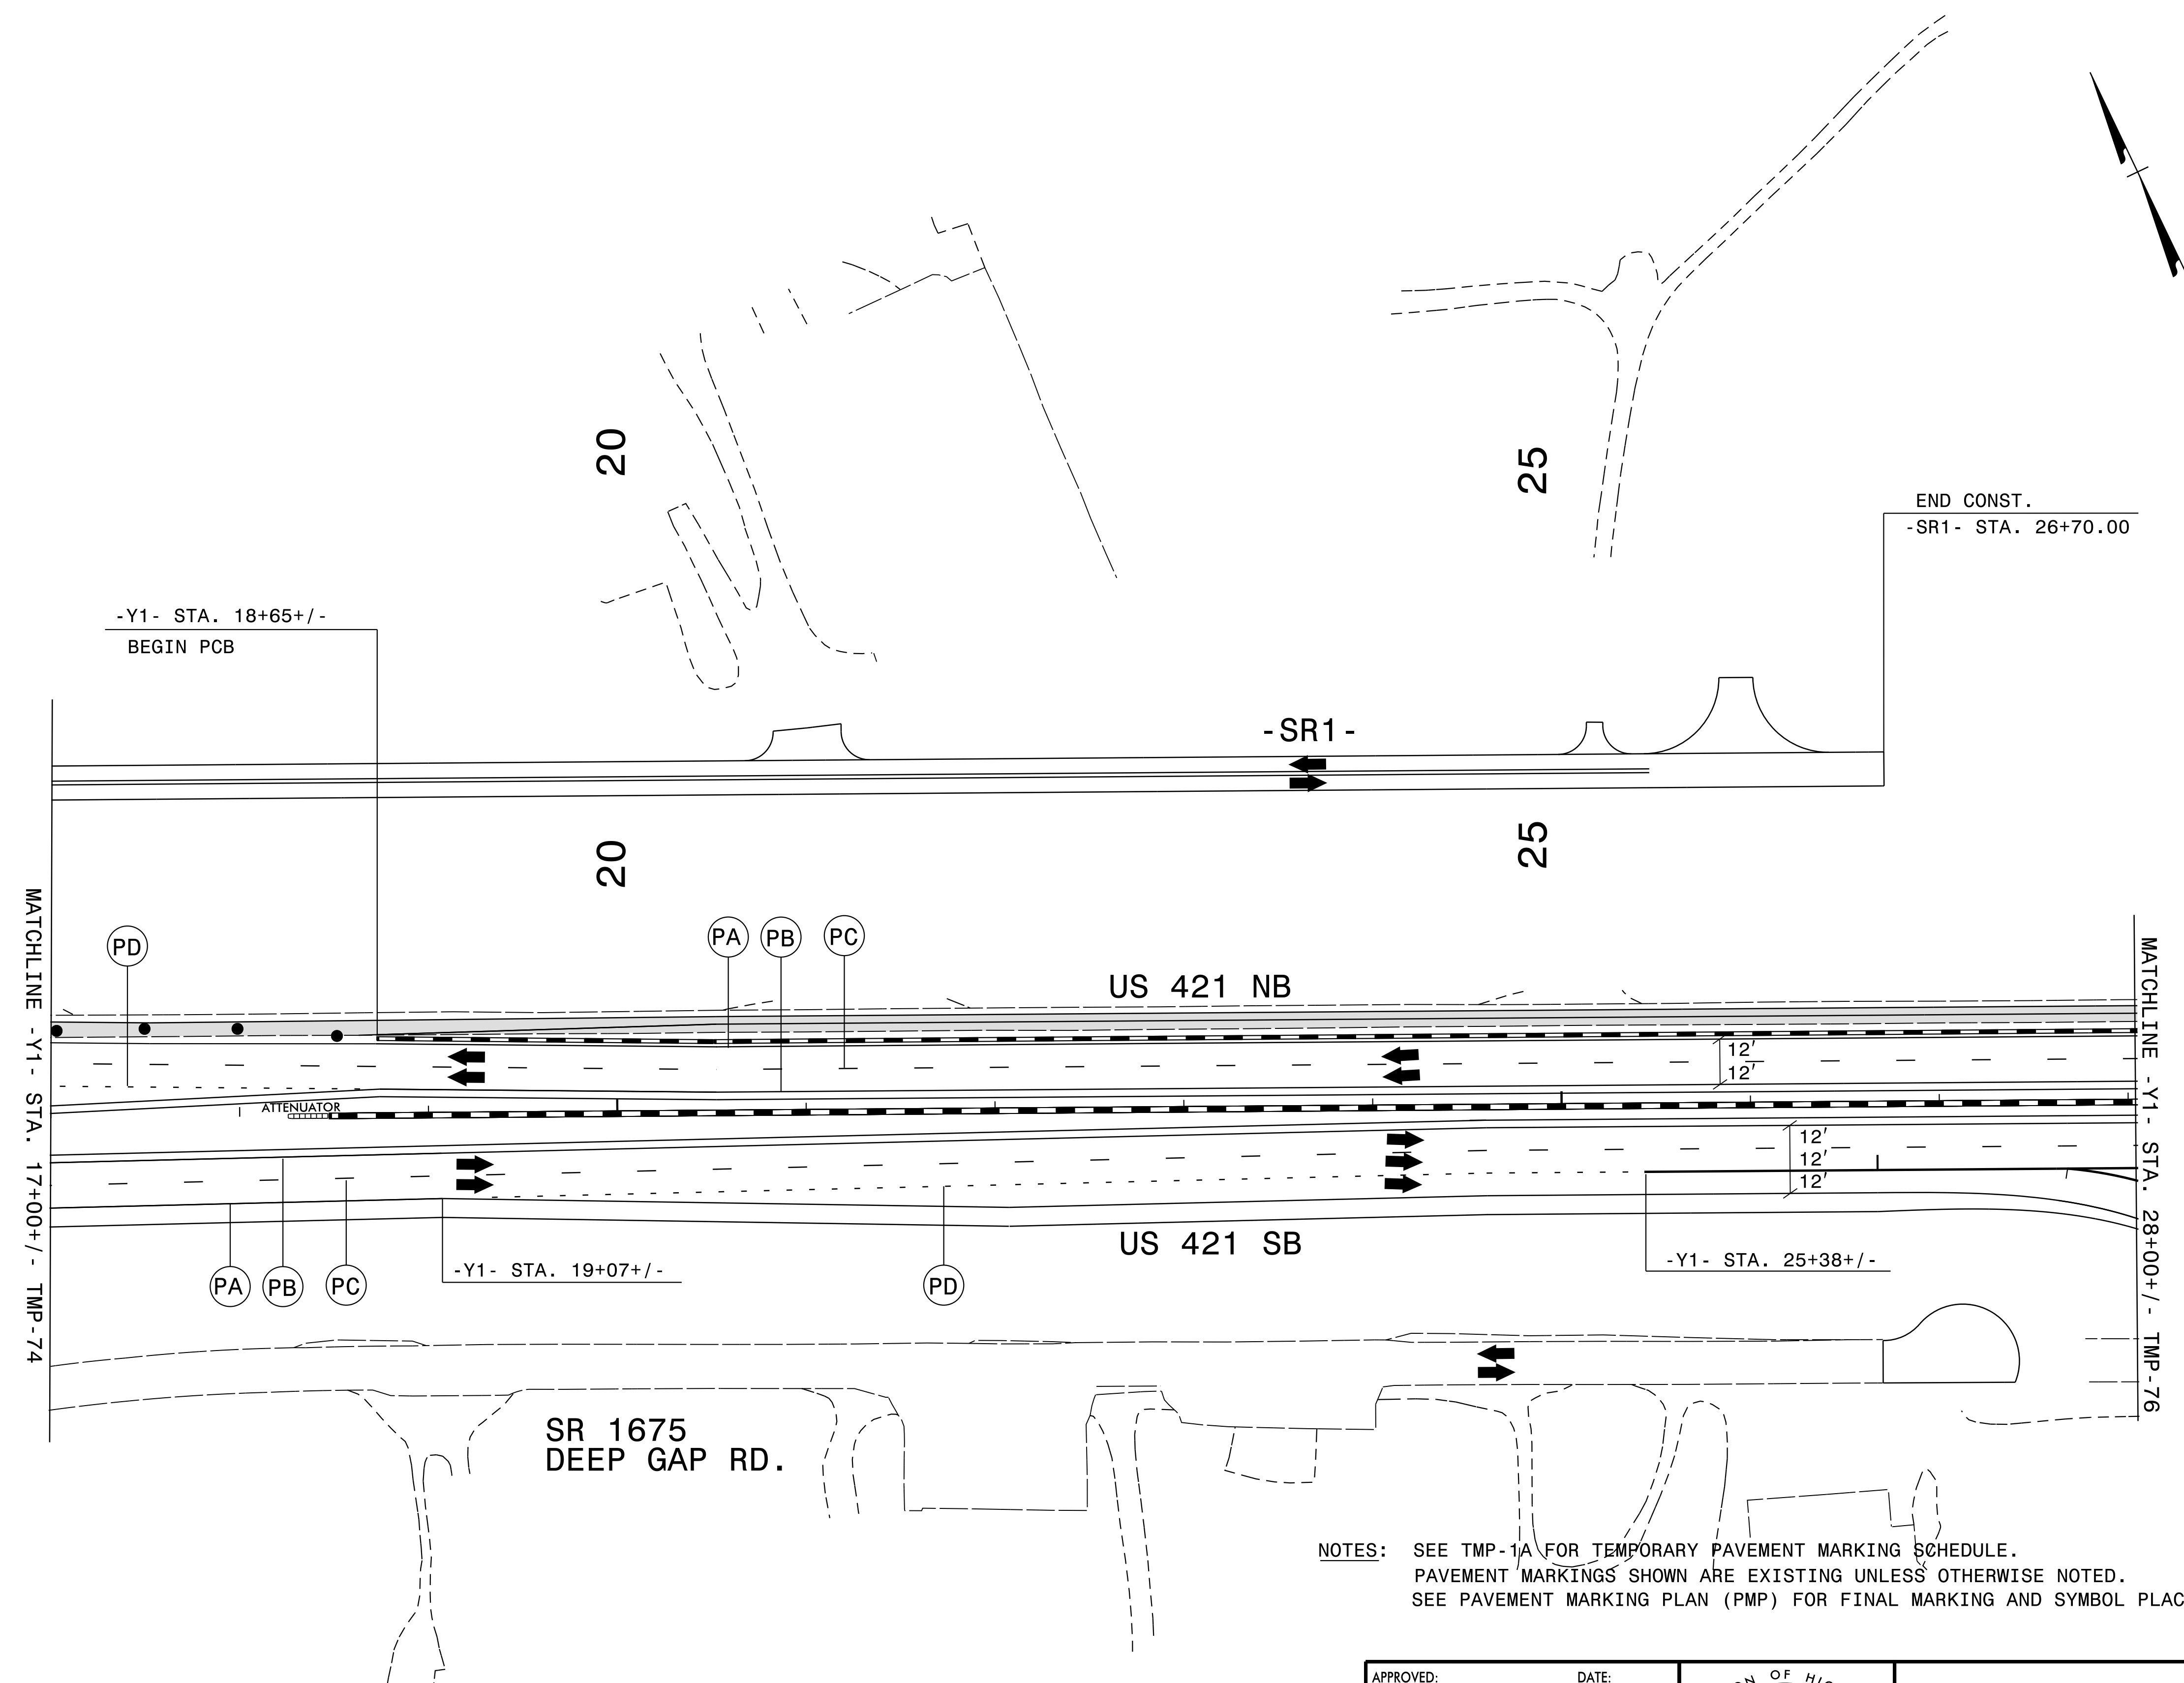 20
25
END CONST.
-SR1- STA. 26+70.00
-Y1- STA. 18+65+/-
BEGIN PCB
-SR1-
20
25
MATCHLINE -Y1- STA. 17+00+/- TMP-74
MATCHLINE -Y1- STA. 28+00+/- TMP-76
PD
PA PB PC
US 421 NB
12'
12'
ATTENUATOR
12'
12'
12'
US 421 SB
-Y1- STA. 19+07+/-
-Y1- STA. 25+38+/-
PA PB PC
PD
SR 1675
DEEP GAP RD.
NOTES: SEE TMP-1A FOR TEMPORARY PAVEMENT MARKING SCHEDULE.
PAVEMENT MARKINGS SHOWN ARE EXISTING UNLESS OTHERWISE NOTED.
SEE PAVEMENT MARKING PLAN (PMP) FOR FINAL MARKING AND SYMBOL
APPROVED: DATE:
OF